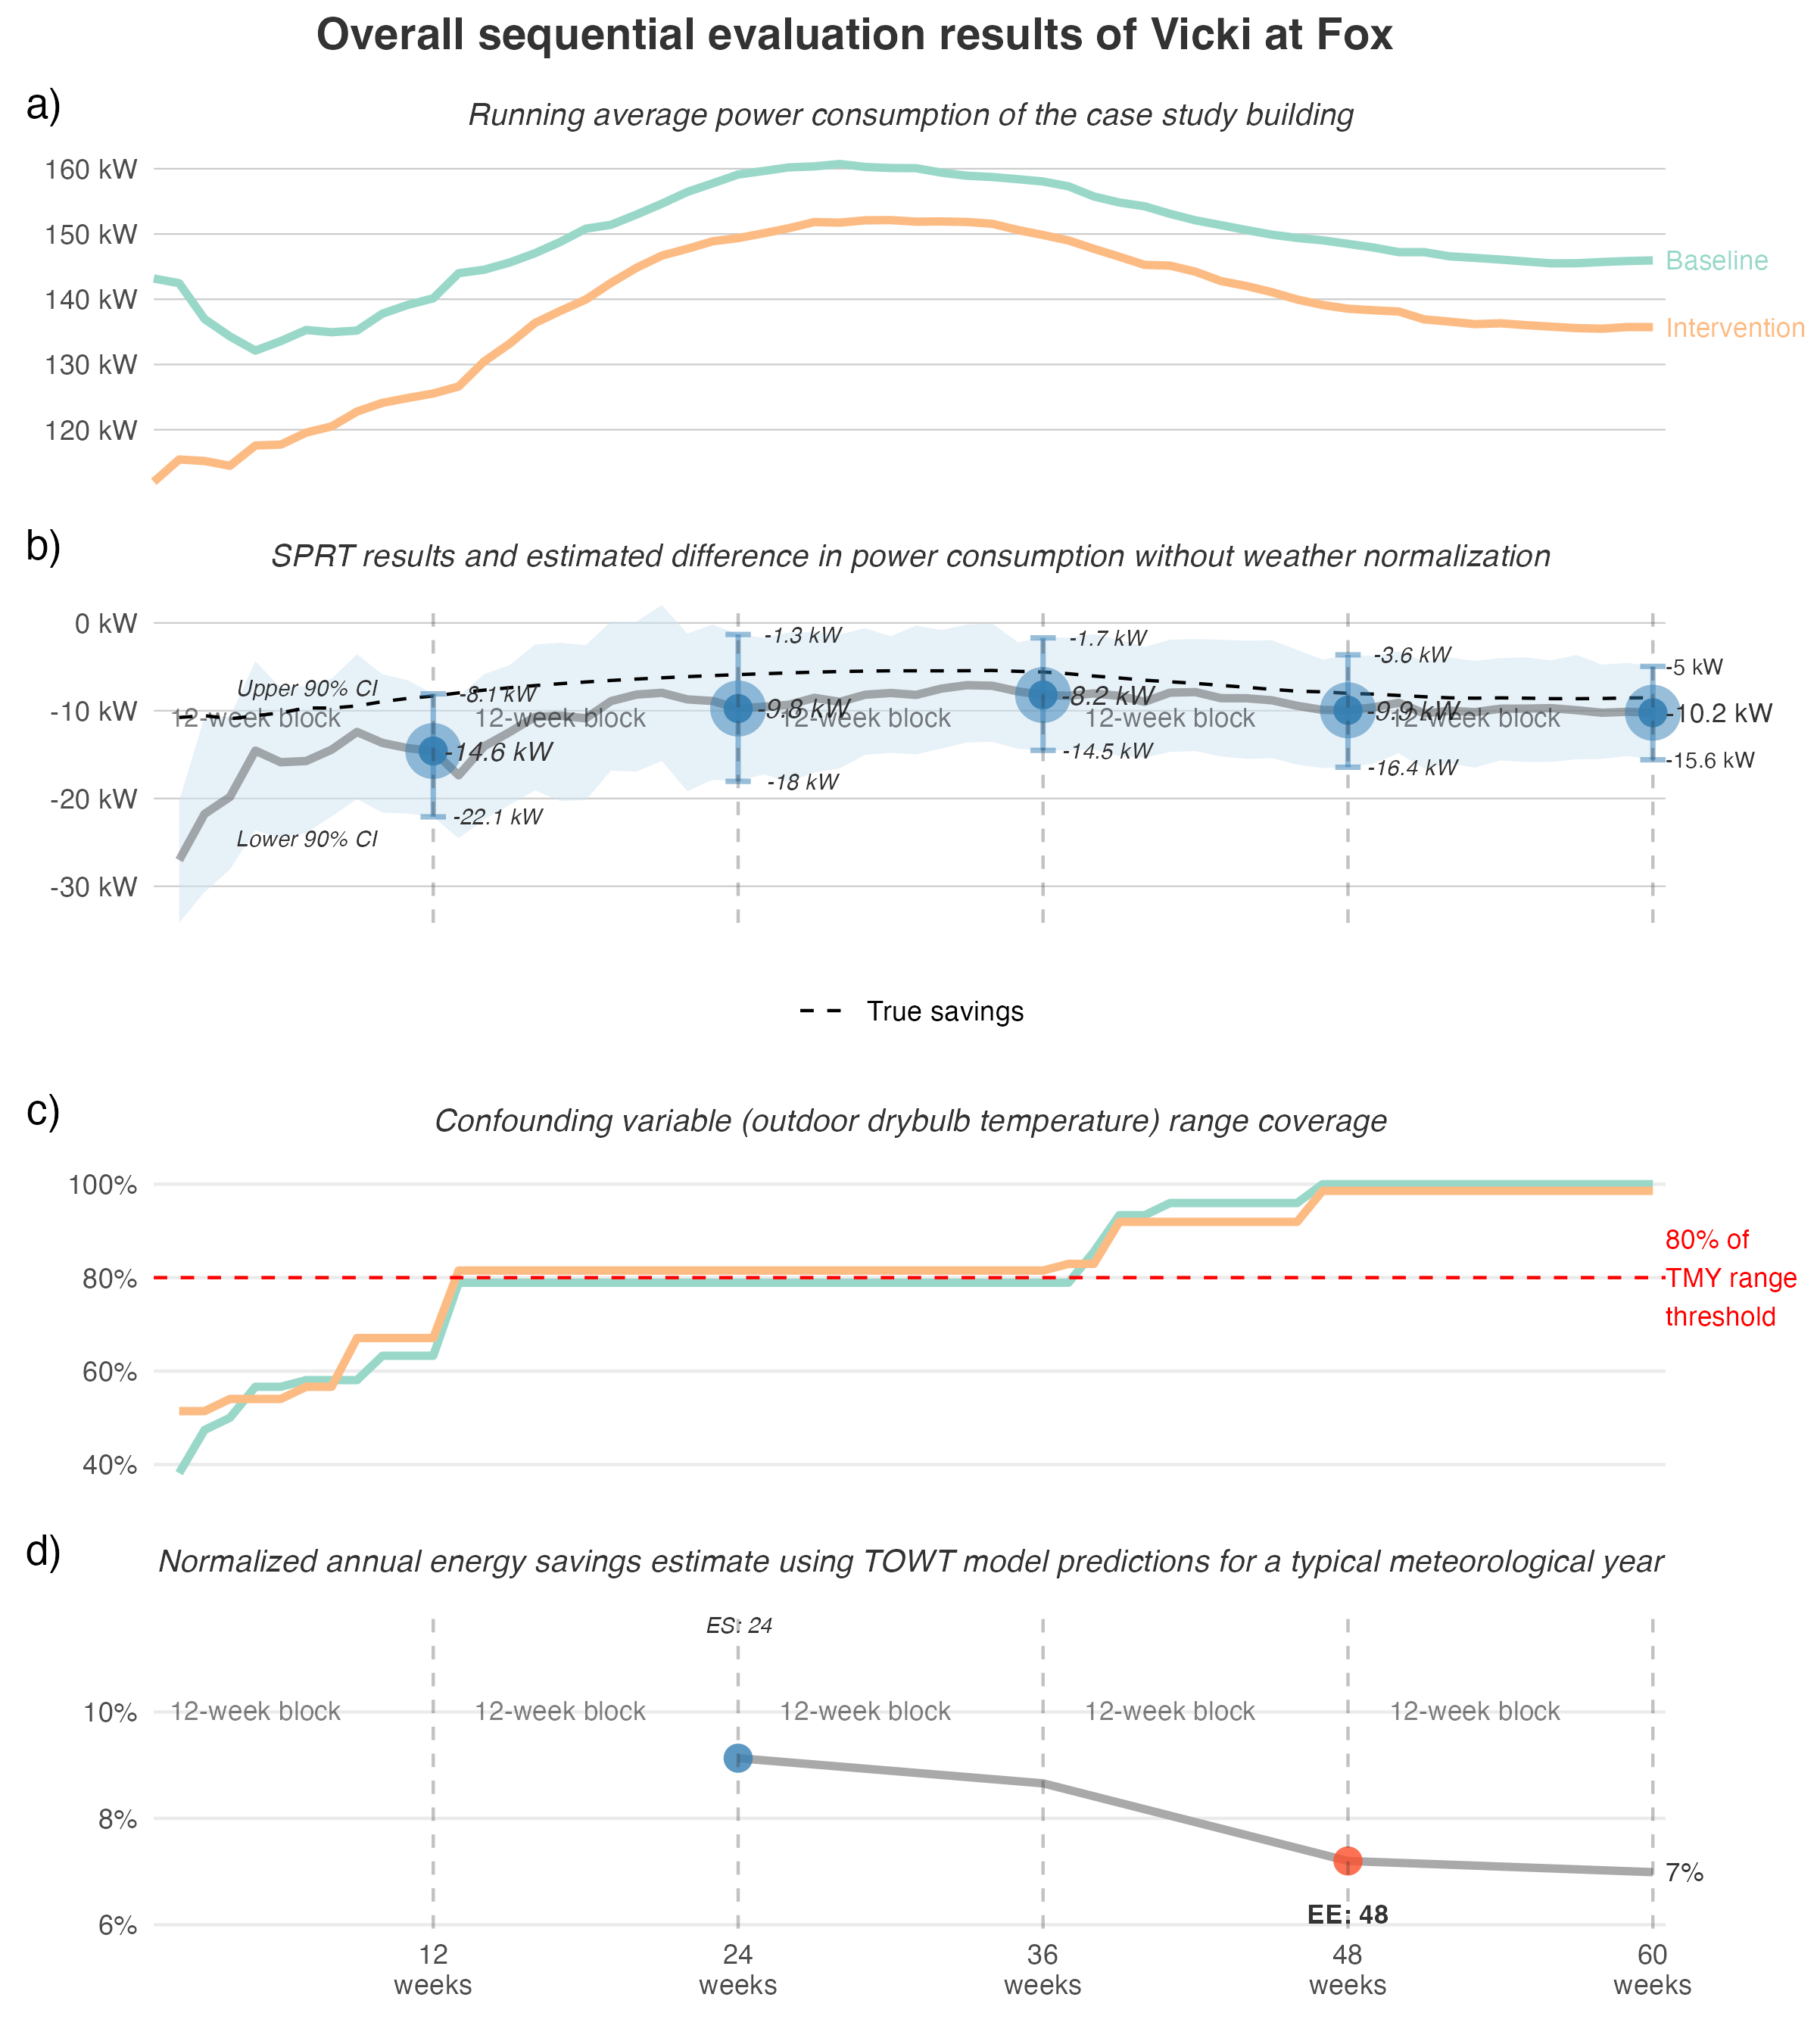 Overall sequential evaluation results of Vicki at Fox
a)
Running average power consumption of the case study building
160 kW
150 kW
140 kW
130 kW
120 kW
Baseline
Intervention
b)
SPRT results and estimated difference in power consumption without weather normalization
0 kW
-10 kW
-20 kW
-30 kW
Upper 90% CI
Lower 90% CI
12-week block
12-week block
12-week block
12-week block
12-week block
-8.1 kW
-14.6 kW
-22.1 kW
-1.3 kW
-9.8 kW
-18 kW
-1.7 kW
-8.2 kW
-14.5 kW
-3.6 kW
-9.9 kW
-16.4 kW
-5 kW
-10.2 kW
-15.6 kW
True savings
c)
Confounding variable (outdoor drybulb temperature) range coverage
100%
80%
60%
40%
80% of
TMY range
threshold
d)
Normalized annual energy savings estimate using TOWT model predictions for a typical meteorological year
ES: 24
10%
8%
6%
12-week block
12-week block
12-week block
12-week block
12-week block
7%
EE: 48
12
weeks
24
weeks
36
weeks
48
weeks
60
weeks